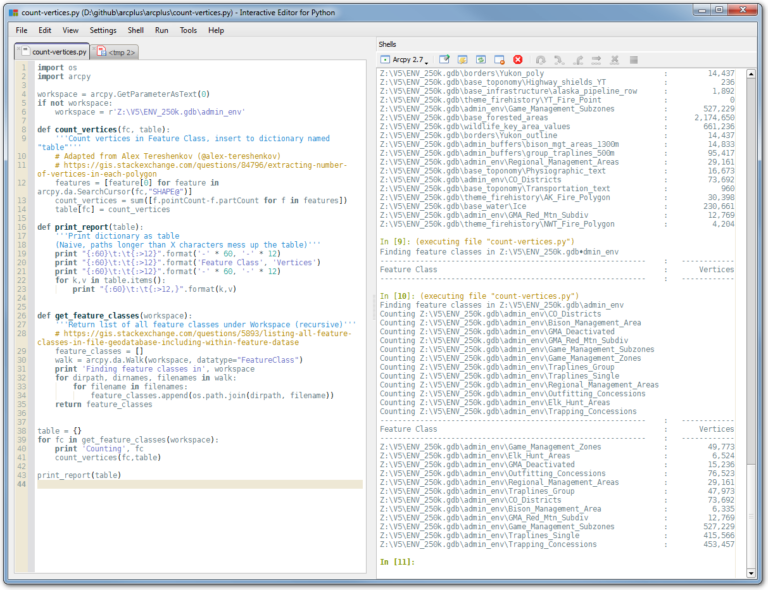 count-vertices.py (D:\github\arcplus\arcplus\count-vertices.py) - Interactive Editor for Python
File Edit View Settings Shell Run Tools Help
count-vertices.py <tmp 2>
1 import os
2 import arcpy
3
4 workspace = arcpy.GetParameterAsText(0)
5 if not workspace:
6 workspace = r'Z:\V5\ENV_250k.gdb\admin_env'
7
8 def count_vertices(fc, table):
9 '''Count vertices in Feature Class, insert to dictionary named
"table"'''
10 # Adapted from Alex Tereshenkov (@alex-tereshenkov)
11 # https://gis.stackexchange.com/questions/84796/extracting-number-
of-vertices-in-each-polygon
12 features = [feature[0] for feature in
arcpy.da.SearchCursor(fc,"SHAPE@")]
13 count_vertices = sum([f.pointCount-f.partCount for f in features])
14 table[fc] = count_vertices
15
16 def print_report(table):
17 '''Print dictionary as table
18 (Naive, paths longer than X characters mess up the table)'''
19 print "{:60}\t:\t{:>12}".format('-' * 60, '-' * 12)
20 print "{:60}\t:\t{:>12}".format('Feature Class', 'Vertices')
21 print "{:60}\t:\t{:>12}".format('-' * 60, '-' * 12)
22 for k,v in table.items():
23 print "{:60}\t:\t{:>12,}".format(k,v)
24
25
26 def get_feature_classes(workspace):
27 '''Return list of all feature classes under Workspace (recursive)'''
28 # https://gis.stackexchange.com/questions/5893/listing-all-feature-
classes-in-file-geodatabase-including-within-feature-datase
29 feature_classes = []
30 walk = arcpy.da.Walk(workspace, datatype="FeatureClass")
31 print 'Finding feature classes in', workspace
32 for dirpath, dirnames, filenames in walk:
33 for filename in filenames:
34 feature_classes.append(os.path.join(dirpath, filename))
35 return feature_classes
36
37
38 table = {}
39 for fc in get_feature_classes(workspace):
40 print 'Counting', fc
41 count_vertices(fc,table)
42
43 print_report(table)
44
Shells
Arcpy 2.7
Z:\V5\ENV_250k.gdb\borders\Yukon_poly : 14,437
Z:\V5\ENV_250k.gdb\base_toponomy\Highway_shields_YT : 236
Z:\V5\ENV_250k.gdb\base_infrastructure\alaska_pipeline_row : 1,892
Z:\V5\ENV_250k.gdb\theme_firehistory\YT_Fire_Point : 0
Z:\V5\ENV_250k.gdb\admin_env\Game_Management_Subzones : 527,229
Z:\V5\ENV_250k.gdb\base_forested_areas : 2,174,650
Z:\V5\ENV_250k.gdb\wildlife_key_area_values : 661,236
Z:\V5\ENV_250k.gdb\borders\Yukon_outline : 14,437
Z:\V5\ENV_250k.gdb\admin_buffers\bison_mgt_areas_1300m : 14,833
Z:\V5\ENV_250k.gdb\admin_buffers\group_traplines_500m : 95,417
Z:\V5\ENV_250k.gdb\admin_env\Regional_Management_Areas : 29,161
Z:\V5\ENV_250k.gdb\base_toponomy\Physiographic_text : 16,673
Z:\V5\ENV_250k.gdb\admin_env\CO_Districts : 73,692
Z:\V5\ENV_250k.gdb\base_toponomy\Transportation_text : 960
Z:\V5\ENV_250k.gdb\theme_firehistory\AK_Fire_Polygon : 30,398
Z:\V5\ENV_250k.gdb\base_water\Ice : 230,661
Z:\V5\ENV_250k.gdb\admin_env\GMA_Red_Mtn_Subdiv : 12,769
Z:\V5\ENV_250k.gdb\theme_firehistory\NWT_Fire_Polygon : 4,204
In [9]: (executing file "count-vertices.py")
Finding feature classes in Z:\V5\ENV_250k.gdb♦dmin_env
------------------------------------------------------------ : ------------
Feature Class : Vertices
------------------------------------------------------------ : ------------
In [10]: (executing file "count-vertices.py")
Finding feature classes in Z:\V5\ENV_250k.gdb\admin_env
Counting Z:\V5\ENV_250k.gdb\admin_env\CO_Districts
Counting Z:\V5\ENV_250k.gdb\admin_env\Bison_Management_Area
Counting Z:\V5\ENV_250k.gdb\admin_env\GMA_Deactivated
Counting Z:\V5\ENV_250k.gdb\admin_env\GMA_Red_Mtn_Subdiv
Counting Z:\V5\ENV_250k.gdb\admin_env\Game_Management_Subzones
Counting Z:\V5\ENV_250k.gdb\admin_env\Game_Management_Zones
Counting Z:\V5\ENV_250k.gdb\admin_env\Traplines_Group
Counting Z:\V5\ENV_250k.gdb\admin_env\Traplines_Single
Counting Z:\V5\ENV_250k.gdb\admin_env\Regional_Management_Areas
Counting Z:\V5\ENV_250k.gdb\admin_env\Outfitting_Concessions
Counting Z:\V5\ENV_250k.gdb\admin_env\Elk_Hunt_Areas
Counting Z:\V5\ENV_250k.gdb\admin_env\Trapping_Concessions
------------------------------------------------------------ : ------------
Feature Class : Vertices
------------------------------------------------------------ : ------------
Z:\V5\ENV_250k.gdb\admin_env\Game_Management_Zones : 49,773
Z:\V5\ENV_250k.gdb\admin_env\Elk_Hunt_Areas : 6,524
Z:\V5\ENV_250k.gdb\admin_env\GMA_Deactivated : 15,236
Z:\V5\ENV_250k.gdb\admin_env\Outfitting_Concessions : 76,523
Z:\V5\ENV_250k.gdb\admin_env\Regional_Management_Areas : 29,161
Z:\V5\ENV_250k.gdb\admin_env\Traplines_Group : 47,973
Z:\V5\ENV_250k.gdb\admin_env\CO_Districts : 73,692
Z:\V5\ENV_250k.gdb\admin_env\Bison_Management_Area : 6,335
Z:\V5\ENV_250k.gdb\admin_env\GMA_Red_Mtn_Subdiv : 12,769
Z:\V5\ENV_250k.gdb\admin_env\Game_Management_Subzones : 527,229
Z:\V5\ENV_250k.gdb\admin_env\Traplines_Single : 415,566
Z:\V5\ENV_250k.gdb\admin_env\Trapping_Concessions : 453,457
In [11]: